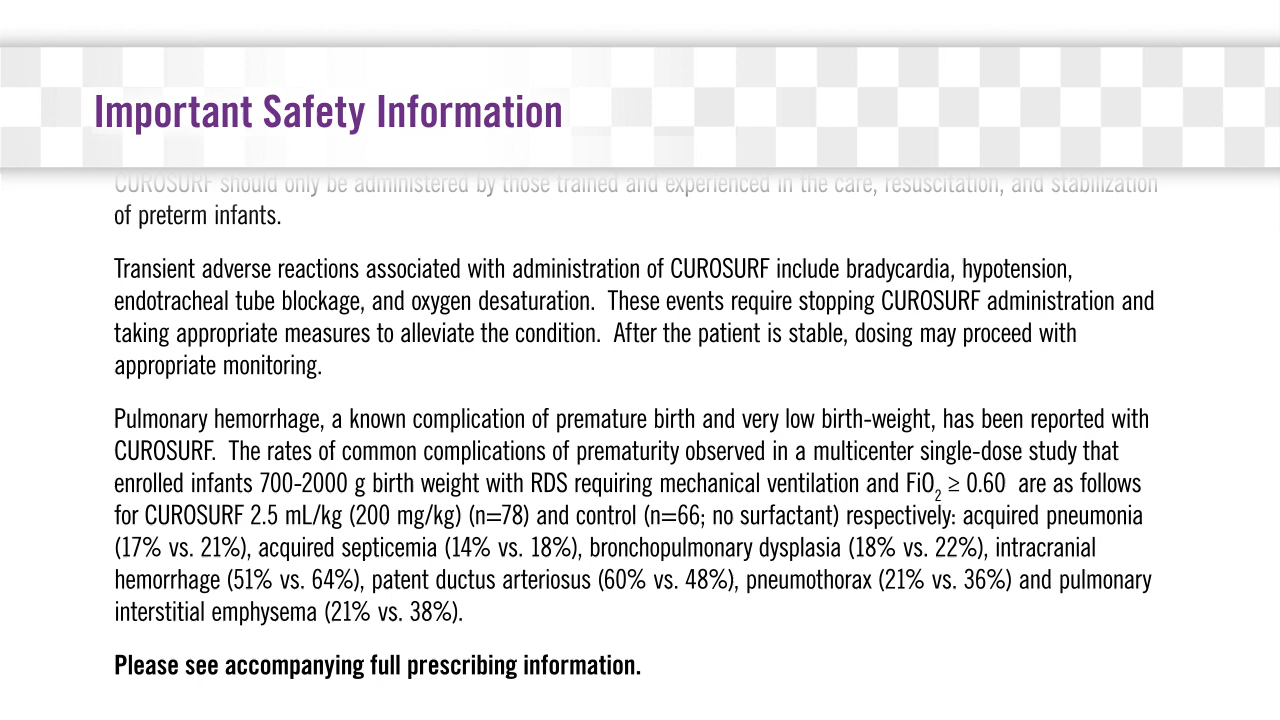 Important Safety Information
CUROSURF should only be administered by those trained and experienced in the care, resuscitation, and stabilization
of preterm infants.
Transient adverse reactions associated with administration of CUROSURF include bradycardia, hypotension,
endotracheal tube blockage, and oxygen desaturation.  These events require stopping CUROSURF administration and
taking appropriate measures to alleviate the condition.  After the patient is stable, dosing may proceed with
appropriate monitoring.
Pulmonary hemorrhage, a known complication of premature birth and very low birth-weight, has been reported with
CUROSURF.  The rates of common complications of prematurity observed in a multicenter single-dose study that
enrolled infants 700-2000 g birth weight with RDS requiring mechanical ventilation and FiO₂ ≥ 0.60  are as follows
for CUROSURF 2.5 mL/kg (200 mg/kg) (n=78) and control (n=66; no surfactant) respectively: acquired pneumonia
(17% vs. 21%), acquired septicemia (14% vs. 18%), bronchopulmonary dysplasia (18% vs. 22%), intracranial
hemorrhage (51% vs. 64%), patent ductus arteriosus (60% vs. 48%), pneumothorax (21% vs. 36%) and pulmonary
interstitial emphysema (21% vs. 38%).
Please see accompanying full prescribing information.